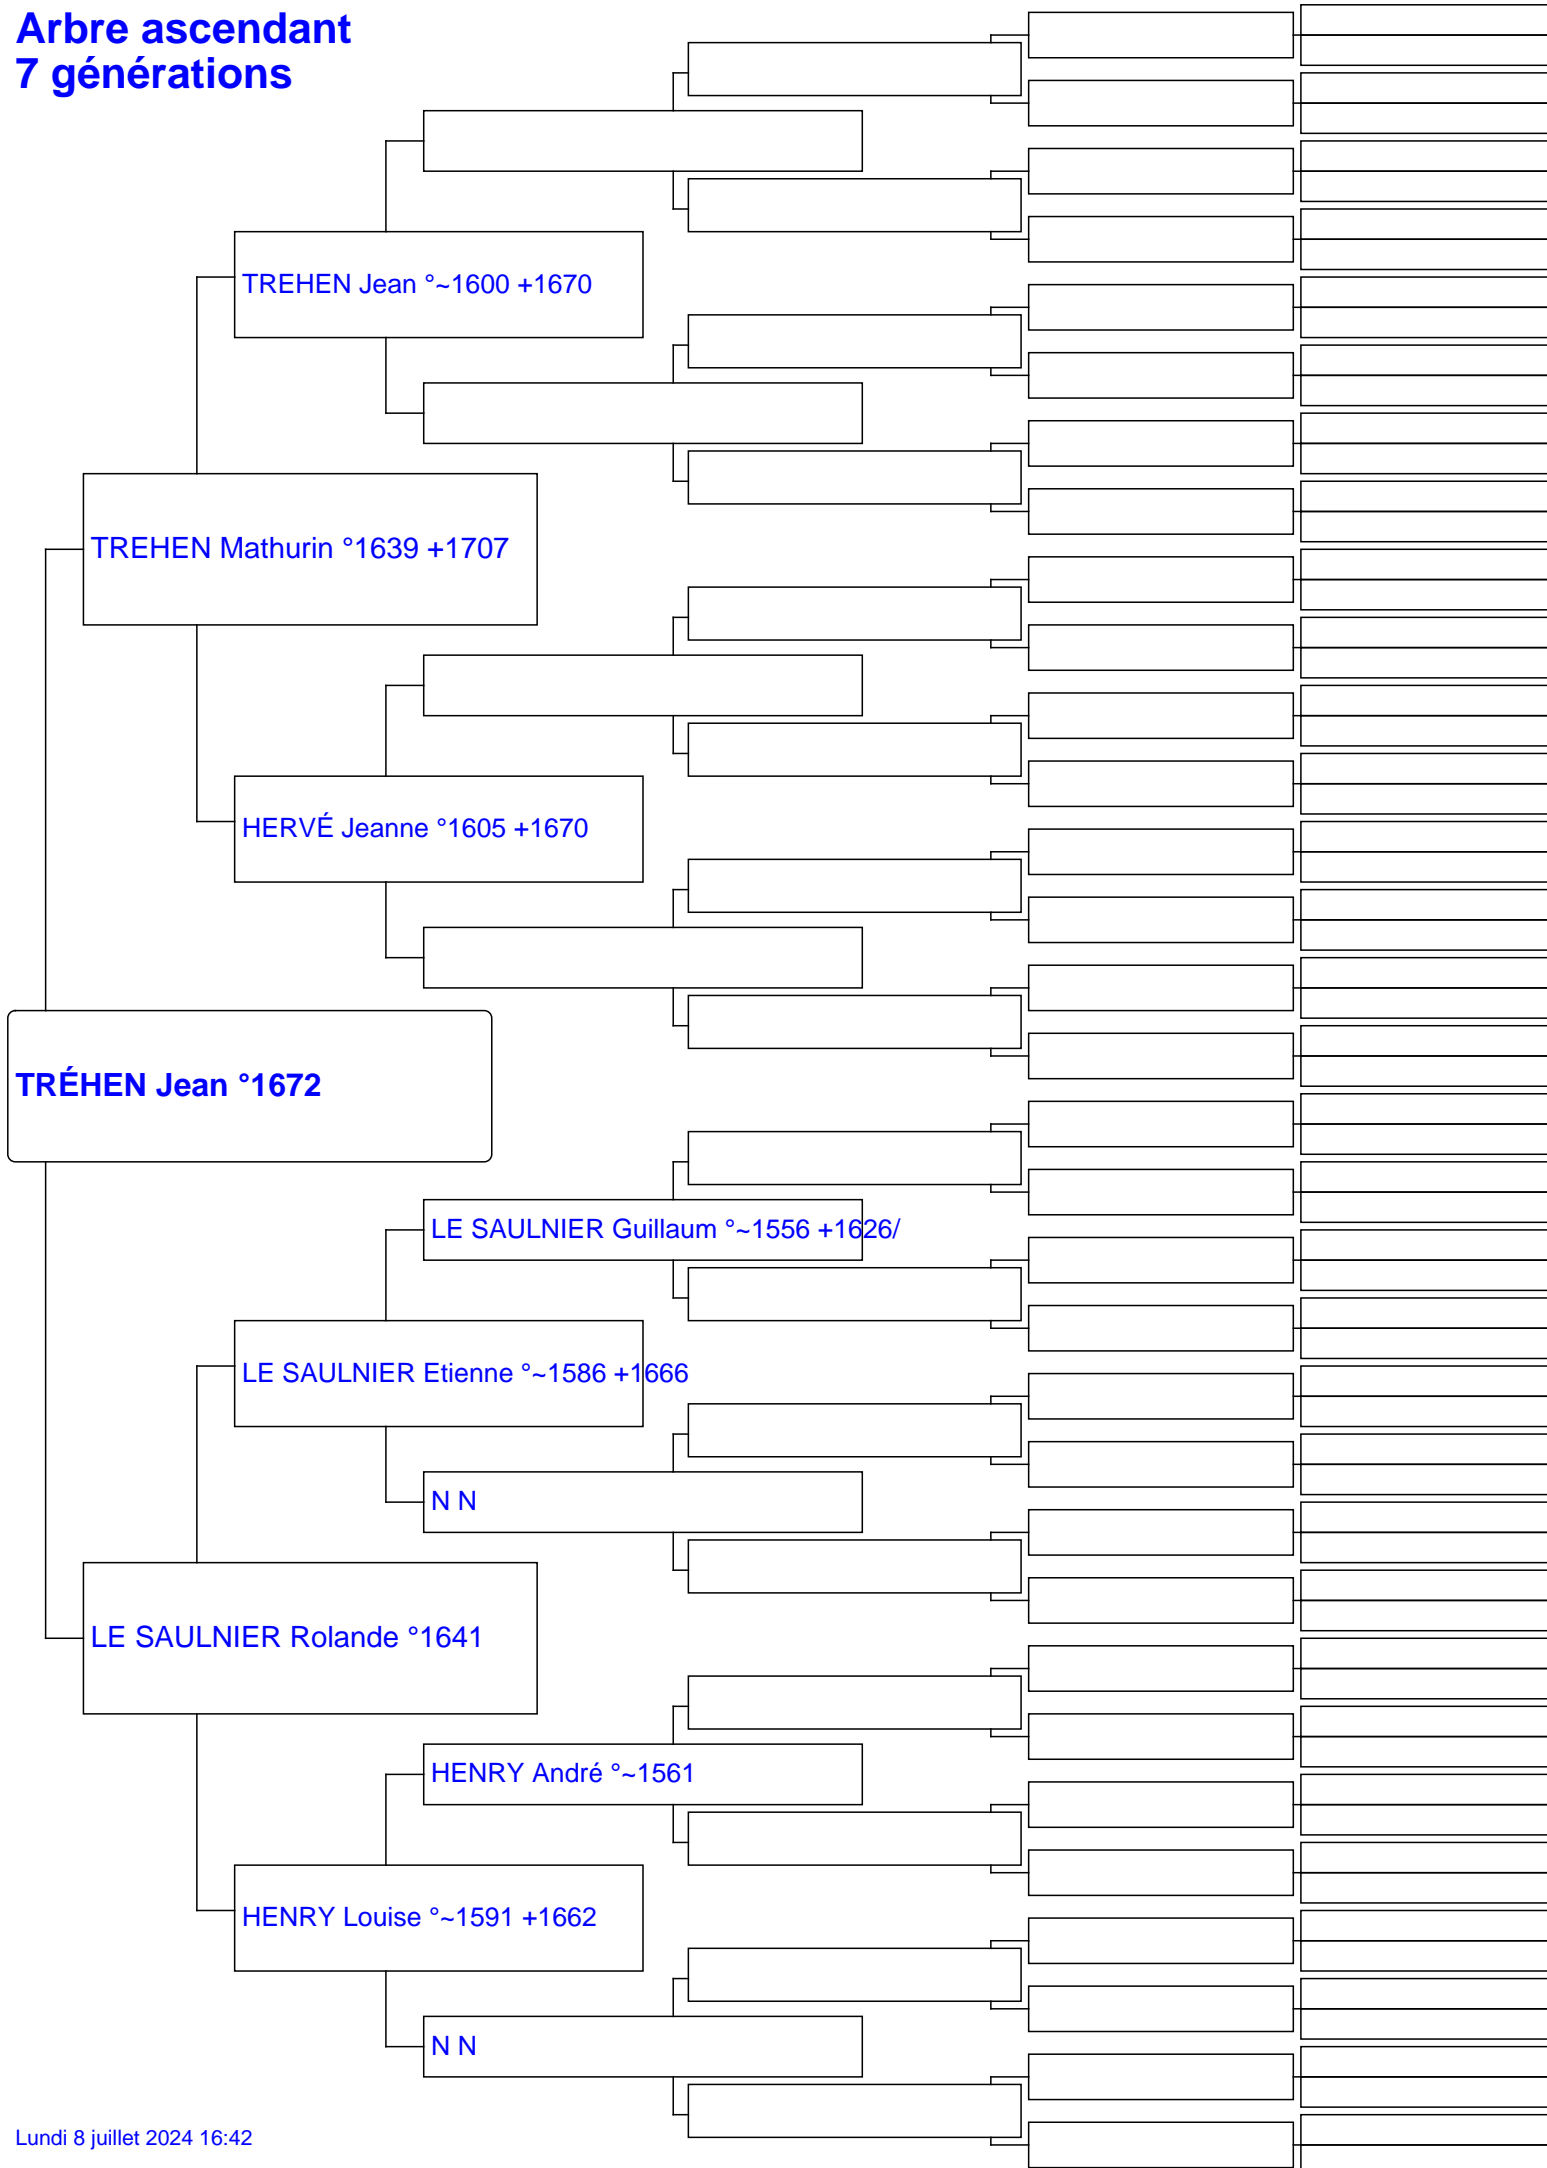 Arbre ascendant
7 générations
TREHEN Jean °~1600 +1670
TREHEN Mathurin °1639 +1707
HERVÉ Jeanne °1605 +1670
TRÉHEN Jean °1672
LE SAULNIER Guillaum °~1556 +1626/
LE SAULNIER Etienne °~1586 +1666
N N
LE SAULNIER Rolande °1641
HENRY André °~1561
HENRY Louise °~1591 +1662
N N
Lundi 8 juillet 2024 16:42